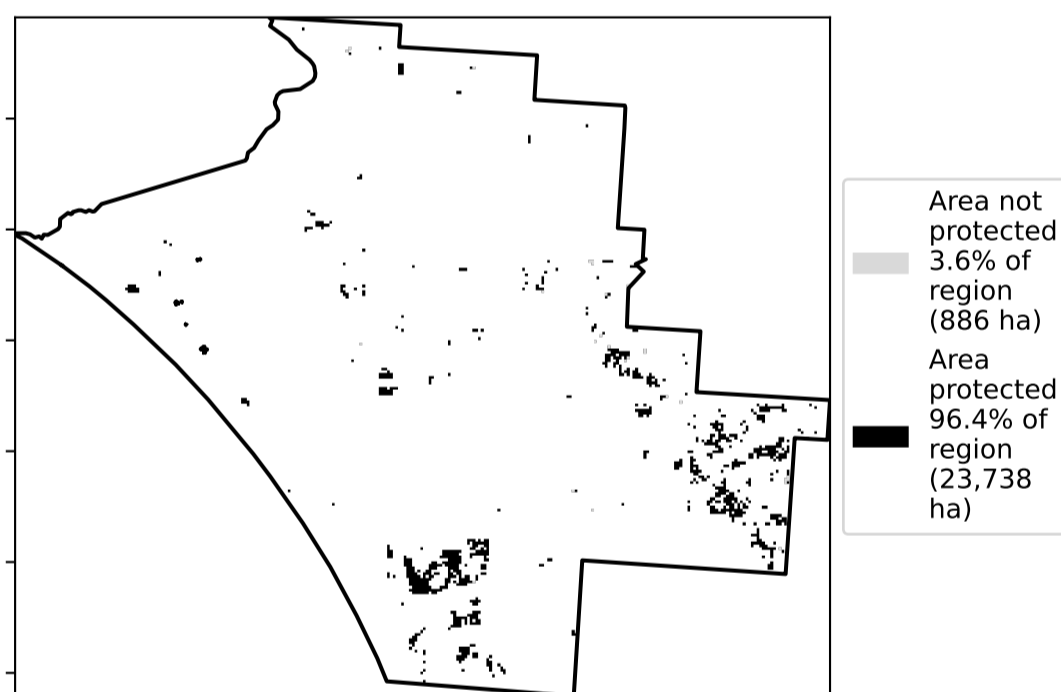 Area not
protected
3.6% of
region
(886 ha)
Area
protected
96.4% of
region
(23,738
ha)